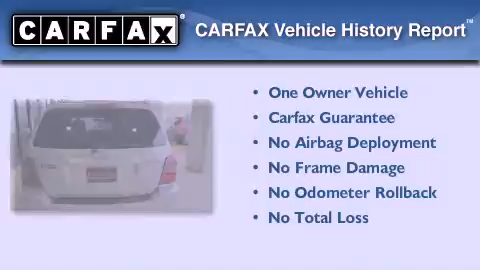 CARFAX® CARFAX Vehicle History Report™
• One Owner Vehicle
• Carfax Guarantee
• No Airbag Deployment
• No Frame Damage
• No Odometer Rollback
• No Total Loss